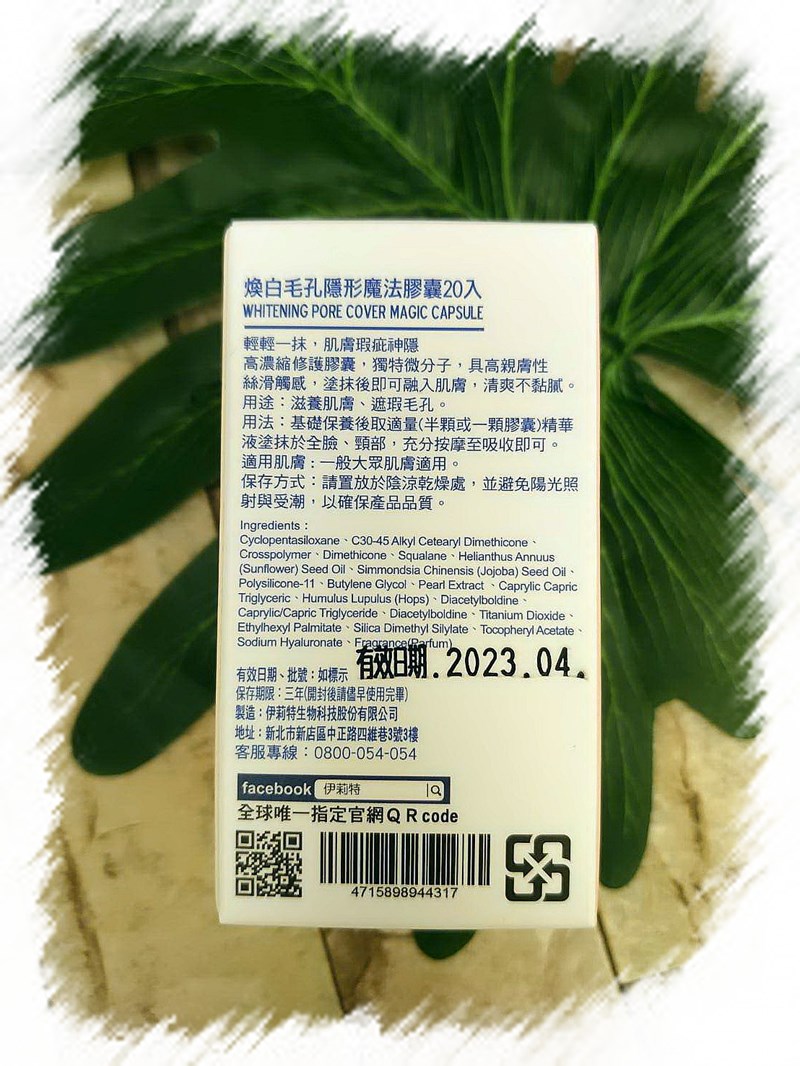 煥白毛孔隱形魔法膠囊20入
WHITENING PORE COVER MAGIC CAPSULE
輕輕一抹，肌膚瑕疵神隱
高濃縮修護膠囊，獨特微分子，具高親膚性
絲滑觸感，塗抹後即可融入肌膚，清爽不黏膩。
用途：滋養肌膚、遮瑕毛孔。
用法：基礎保養後取適量(半顆或一顆膠囊)精華
液塗抹於全臉、頸部，充分按摩至吸收即可。
適用肌膚：一般大眾肌膚適用。
保存方式：請置放於陰涼乾燥處，並避免陽光照
射與受潮，以確保產品品質。
Ingredients：
Cyclopentasiloxane、C30-45 Alkyl Cetearyl Dimethicone、
Crosspolymer、Dimethicone、Squalane、Helianthus Annuus
(Sunflower) Seed Oil、Simmondsia Chinensis (Jojoba) Seed Oil、
Polysilicone-11、Butylene Glycol、Pearl Extract、Caprylic Capric
Triglyceric、Humulus Lupulus (Hops)、Diacetylboldine、
Caprylic/Capric Triglyceride、Diacetylboldine、Titanium Dioxide、
Ethylhexyl Palmitate、Silica Dimethyl Silylate、Tocopheryl Acetate、
Sodium Hyaluronate、Fragrance(Parfum)
有效日期、批號：如標示 有效日期.2023.04.
保存期限：三年(開封後請儘早使用完畢)
製造：伊莉特生物科技股份有限公司
地址：新北市新店區中正路四維巷3號3樓
客服專線：0800-054-054
facebook 伊莉特
全球唯一指定官網QR code
4715898944317